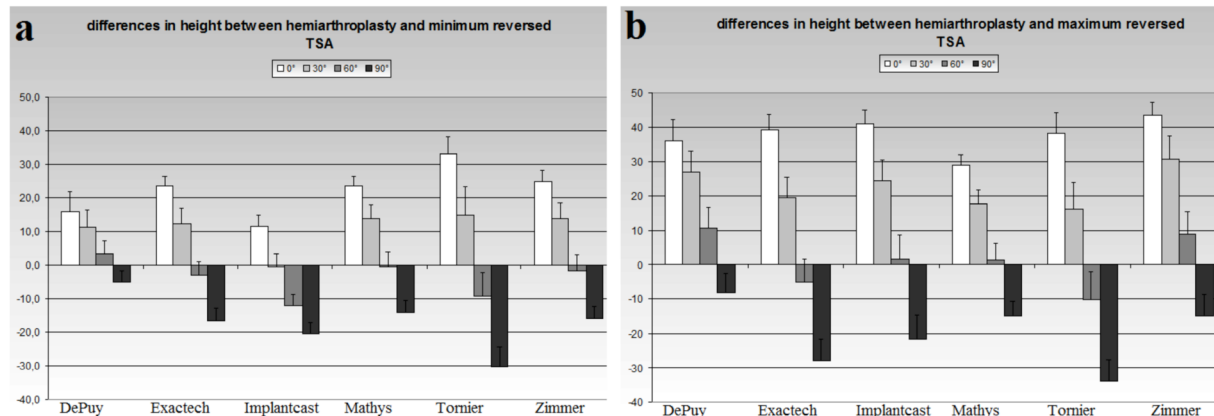 a
differences in height between hemiarthroplasty and minimum reversed
TSA
0° 30° 60° 90°
50,0
40,0
30,0
20,0
10,0
0,0
-10,0
-20,0
-30,0
-40,0
DePuy Exactech Implantcast Mathys Tornier Zimmer
b
differences in height between hemiarthroplasty and maximum reversed
TSA
0° 30° 60° 90°
50
40
30
20
10
0
-10
-20
-30
-40
DePuy Exactech Implantcast Mathys Tornier Zimmer